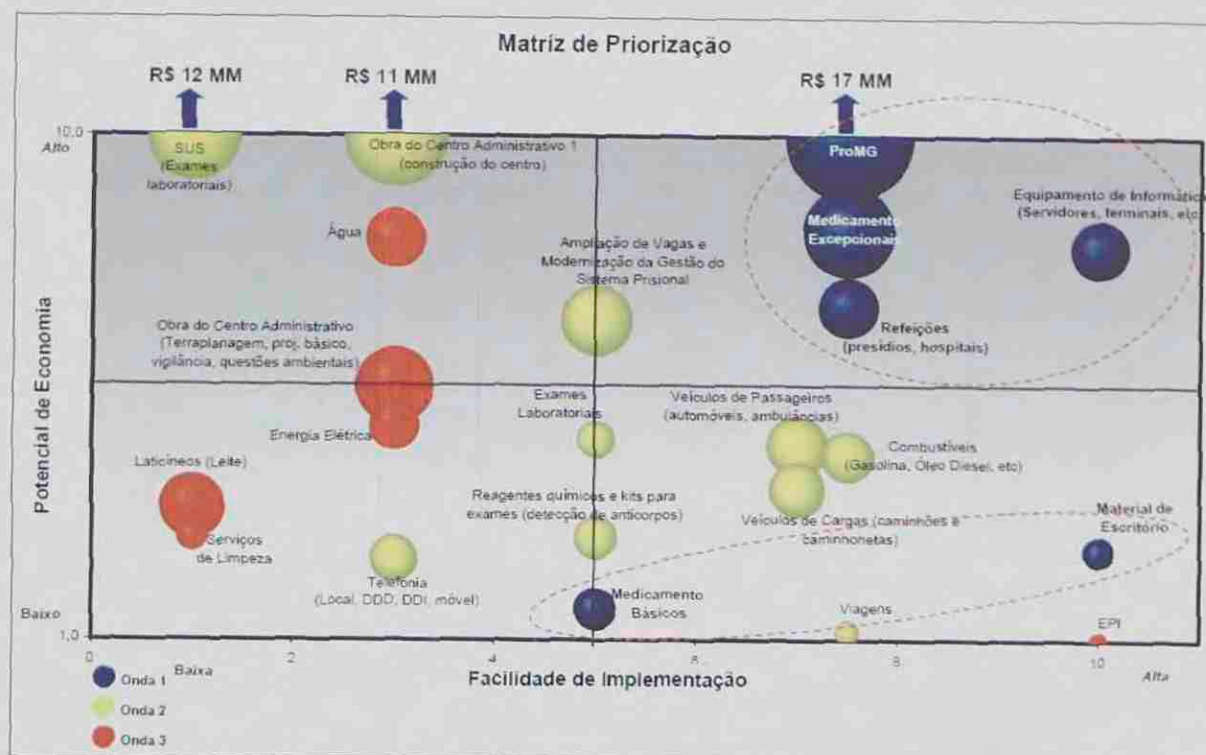 Matriz de Priorização
R$ 12 MM
R$ 11 MM
R$ 17 MM
10,0
Alto
SUS
(Exames
laboratoriais)
Obra do Centro Administrativo 1
(construção do centro)
ProMG
Equipamento de Informática
(Servidores, terminais, etc
Água
Medicamento
Excepcionais
Ampliação de Vagas e
Modernização da Gestão do
Sistema Prisional
Refeições
(presídios, hospitais)
Obra do Centro Administrativo
(Terraplanagem, proj. básico,
vigilância, questões ambientais)
Potencial de Economia
Energia Elétrica
Exames
Laboratoriais
Veículos de Passageiros
(automóveis, ambulâncias)
Combustíveis
(Gasolina, Óleo Diesel, etc)
Laticíneos (Leite)
Reagentes químicos e kits para
exames (detecção de anticorpos)
Veículos de Cargas (caminhões e
caminhonetas)
Material de
Escritório
Serviços
de Limpeza
Telefonia
(Local, DDD, DDI, móvel)
Medicamento
Básicos
Viagens
EPI
Baixo
1,0
0
2
4
6
8
10
Baixa
Facilidade de Implementação
Alta
Onda 1
Onda 2
Onda 3